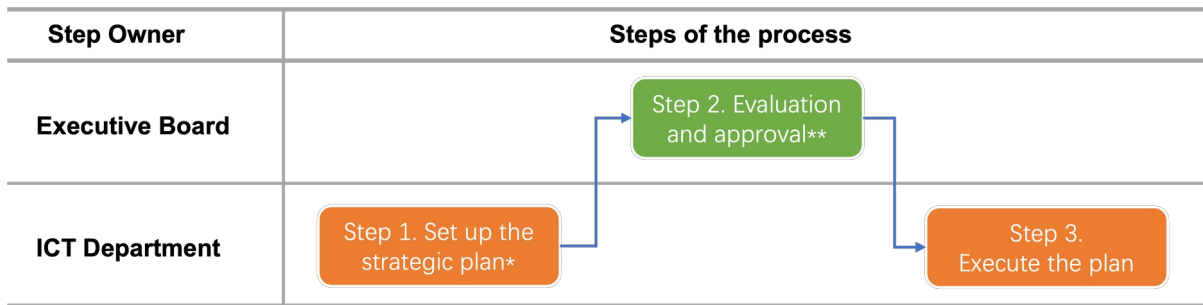 Step Owner
Steps of the process
Executive Board
Step 2. Evaluation
and approval**
ICT Department
Step 1. Set up the
strategic plan*
Step 3.
Execute the plan